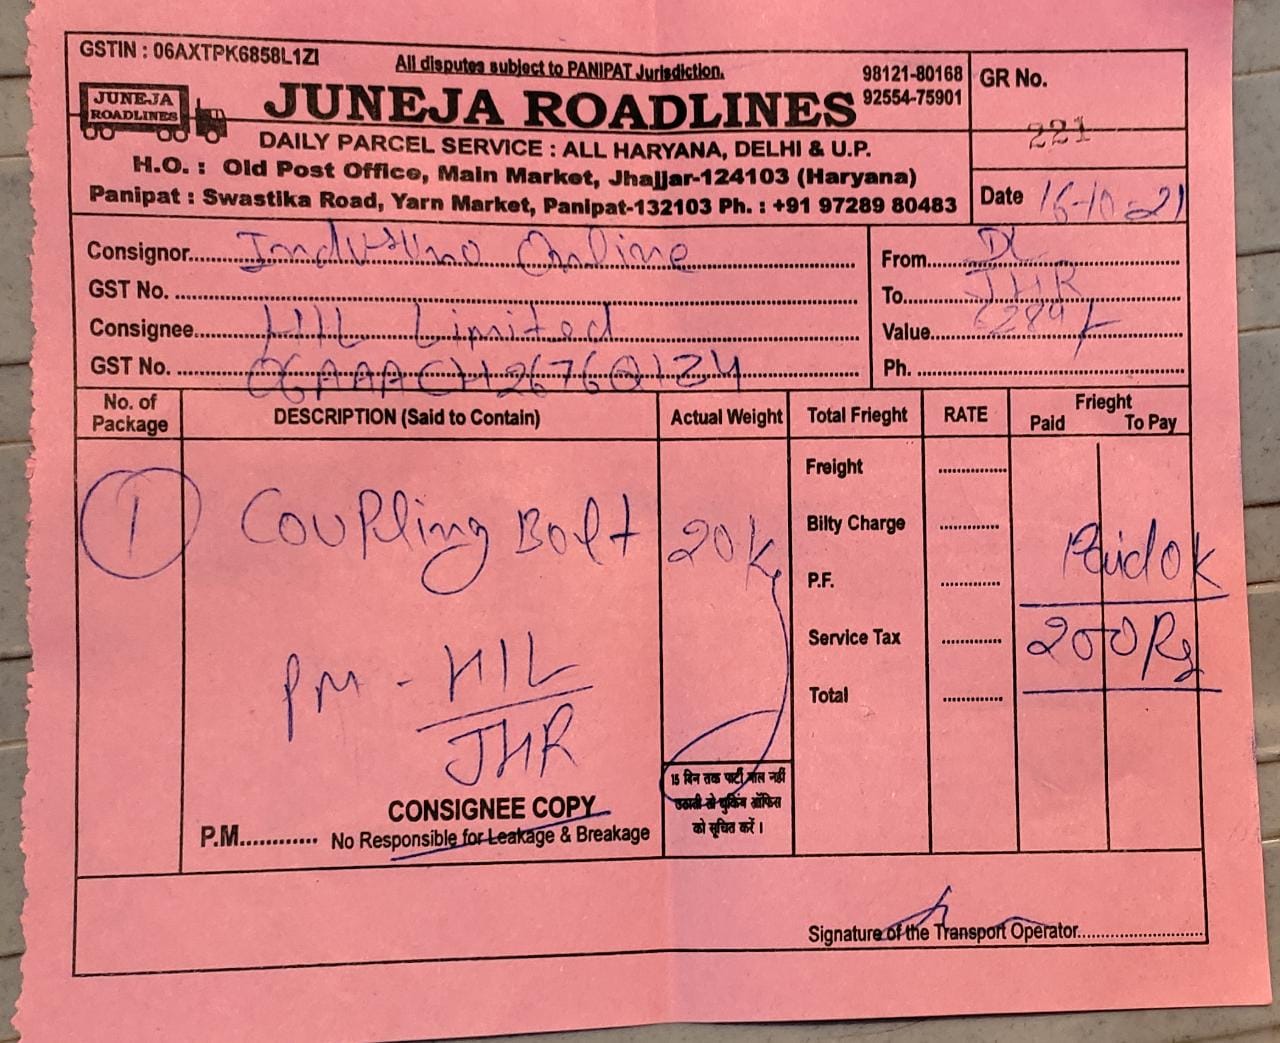 GSTIN : 06AXTPK6858L1ZI
All disputes subject to PANIPAT Jurisdiction.
98121-80168
92554-75901
JUNEJA
ROADLINES
JUNEJA ROADLINES
DAILY PARCEL SERVICE : ALL HARYANA, DELHI & U.P.
H.O. : Old Post Office, Main Market, Jhajjar-124103 (Haryana)
Panipat : Swastika Road, Yarn Market, Panipat-132103 Ph. : +91 97289 80483
GR No.
221
Date 16-10-21
Consignor Industuno Online
GST No.
Consignee HIL Limited
GST No. 06AAACH2676Q1Z4
From DL
To JHR
Value
Ph.
No. of Package
DESCRIPTION (Said to Contain)
Actual Weight
Total Frieght
RATE
Frieght
Paid To Pay
1 Coupling Bolt 20 Kg
Freight
Bilty Charge
P.F.
Service Tax
Total
Paid OK
200 Rs
PM - HIL
JHR
CONSIGNEE COPY
P.M. No Responsible for Leakage & Breakage
15 दिन तक पार्टी माल नहीं
उठाती तो बुकिंग ऑफिस
को सूचित करें ।
Signature of the Transport Operator